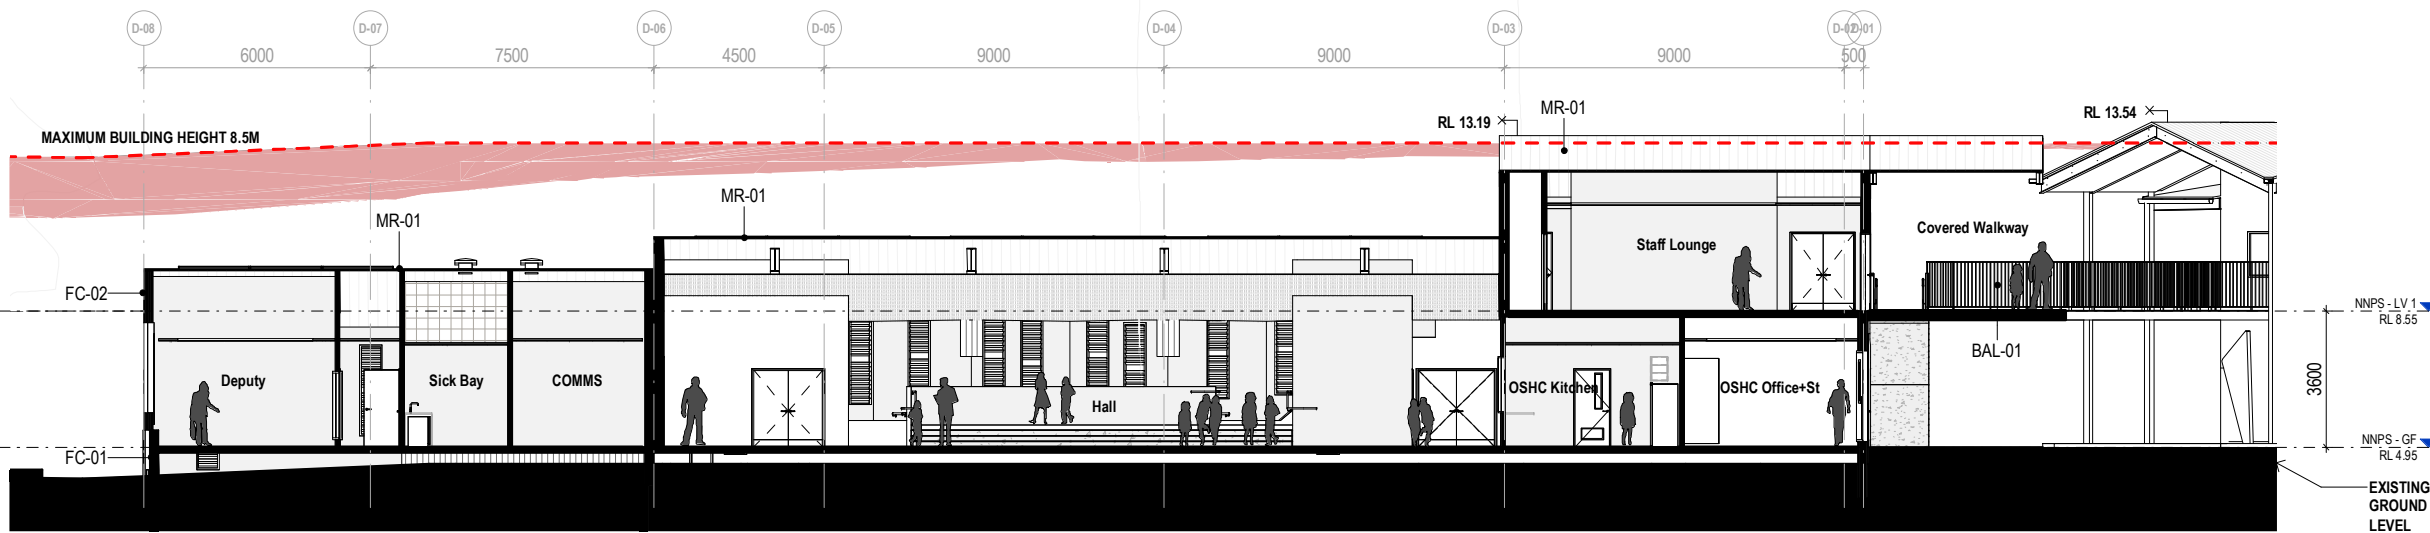 D-08
D-07
D-06
D-05
D-04
D-03
D-02
D-01
6000
7500
4500
9000
9000
9000
500
MAXIMUM BUILDING HEIGHT 8.5M
RL 13.19
MR-01
RL 13.54
MR-01
MR-01
Staff Lounge
Covered Walkway
FC-02
NNPS - LV 1
RL 8.55
BAL-01
3600
Deputy
Sick Bay
COMMS
Hall
OSHC Kitchen
OSHC Office+St
NNPS - GF
RL 4.95
FC-01
EXISTING
GROUND
LEVEL